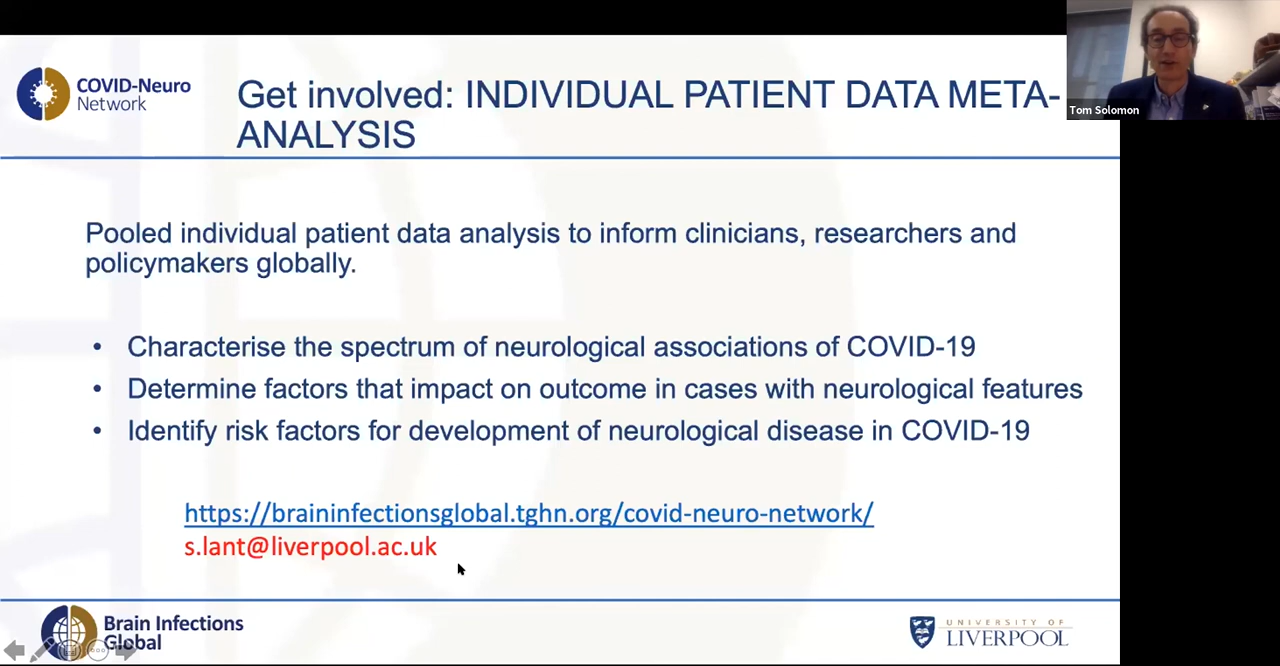 COVID-Neuro
Network
Get involved: INDIVIDUAL PATIENT DATA META-
ANALYSIS
Tom Solomon
Pooled individual patient data analysis to inform clinicians, researchers and
policymakers globally.
• Characterise the spectrum of neurological associations of COVID-19
• Determine factors that impact on outcome in cases with neurological features
• Identify risk factors for development of neurological disease in COVID-19
https://braininfectionsglobal.tghn.org/covid-neuro-network/
s.lant@liverpool.ac.uk
Brain Infections
Global
UNIVERSITY OF
LIVERPOOL